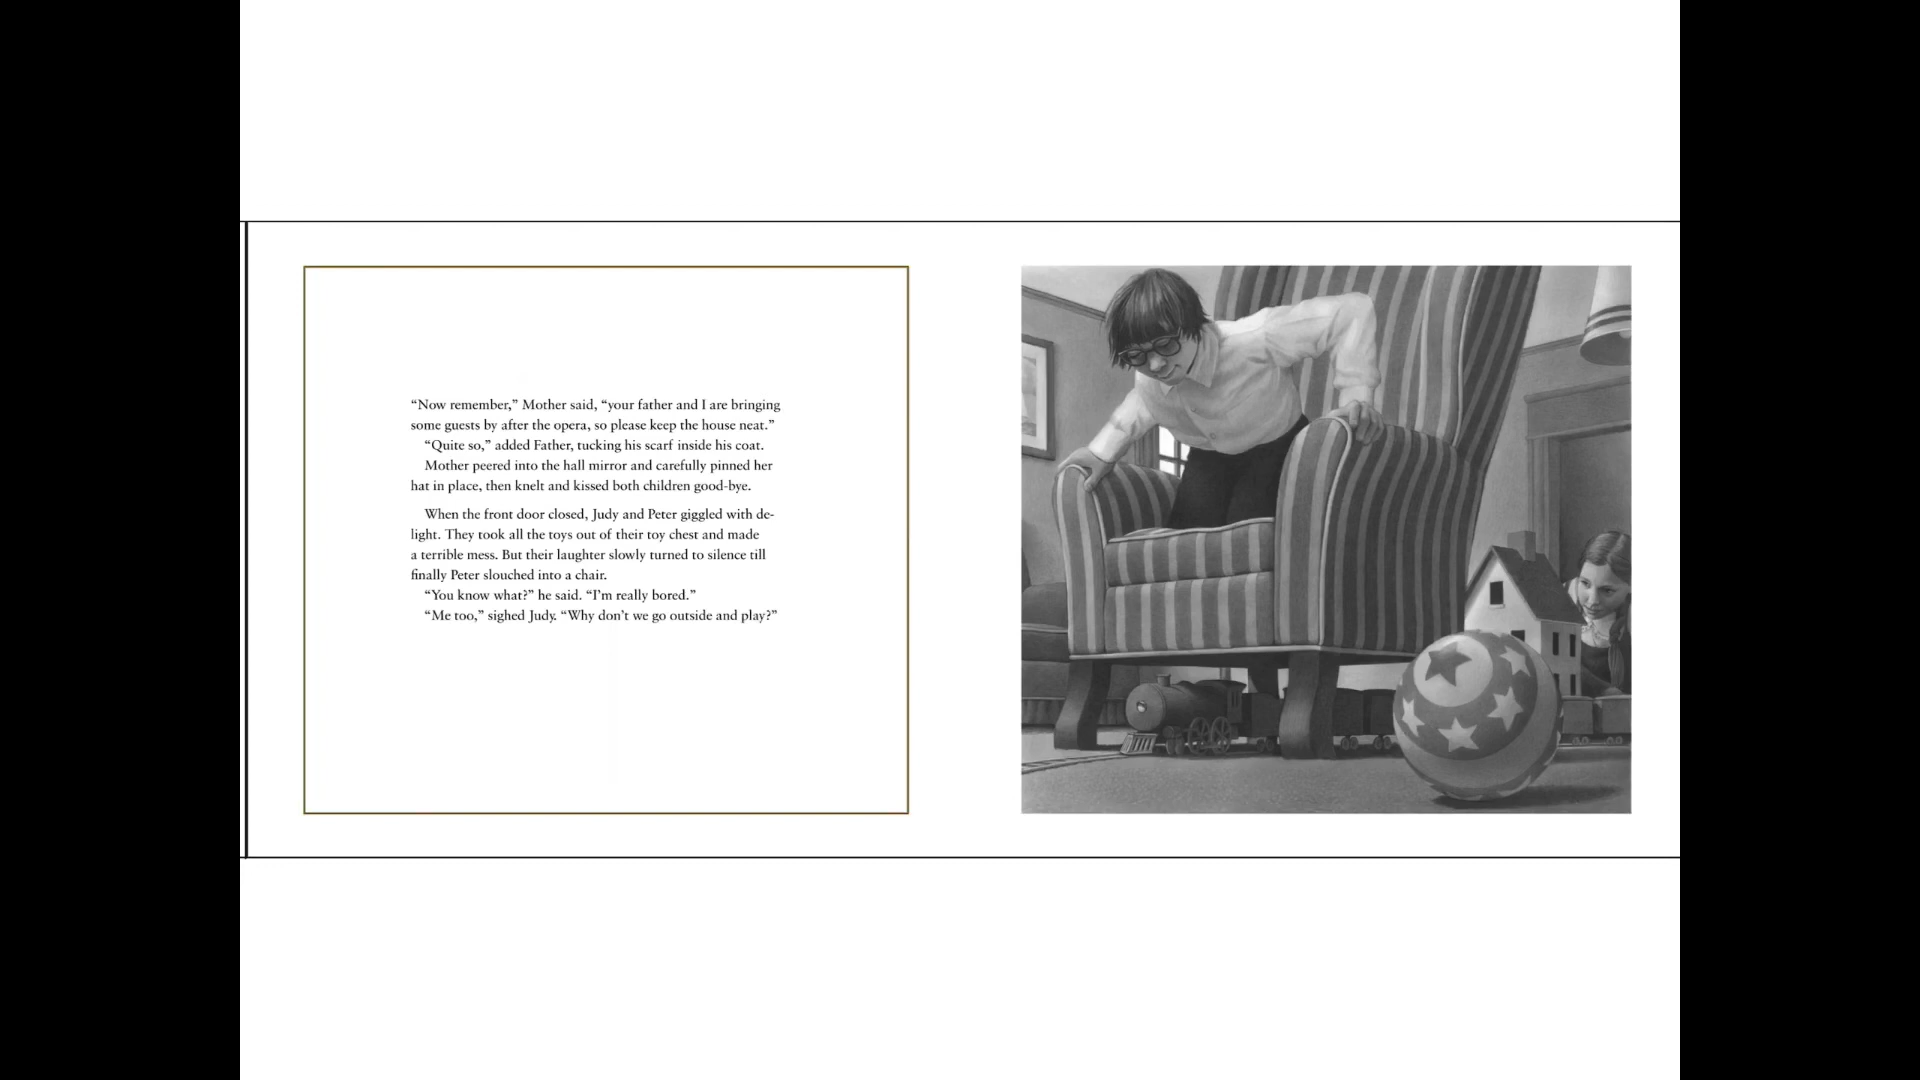 “Now remember,” Mother said, “your father and I are bringing
some guests by after the opera, so please keep the house neat.”
“Quite so,” added Father, tucking his scarf inside his coat.
Mother peered into the hall mirror and carefully pinned her
hat in place, then knelt and kissed both children good-bye.
When the front door closed, Judy and Peter giggled with de-
light. They took all the toys out of their toy chest and made
a terrible mess. But their laughter slowly turned to silence till
finally Peter slouched into a chair.
“You know what?” he said. “I’m really bored.”
“Me too,” sighed Judy. “Why don’t we go outside and play?”